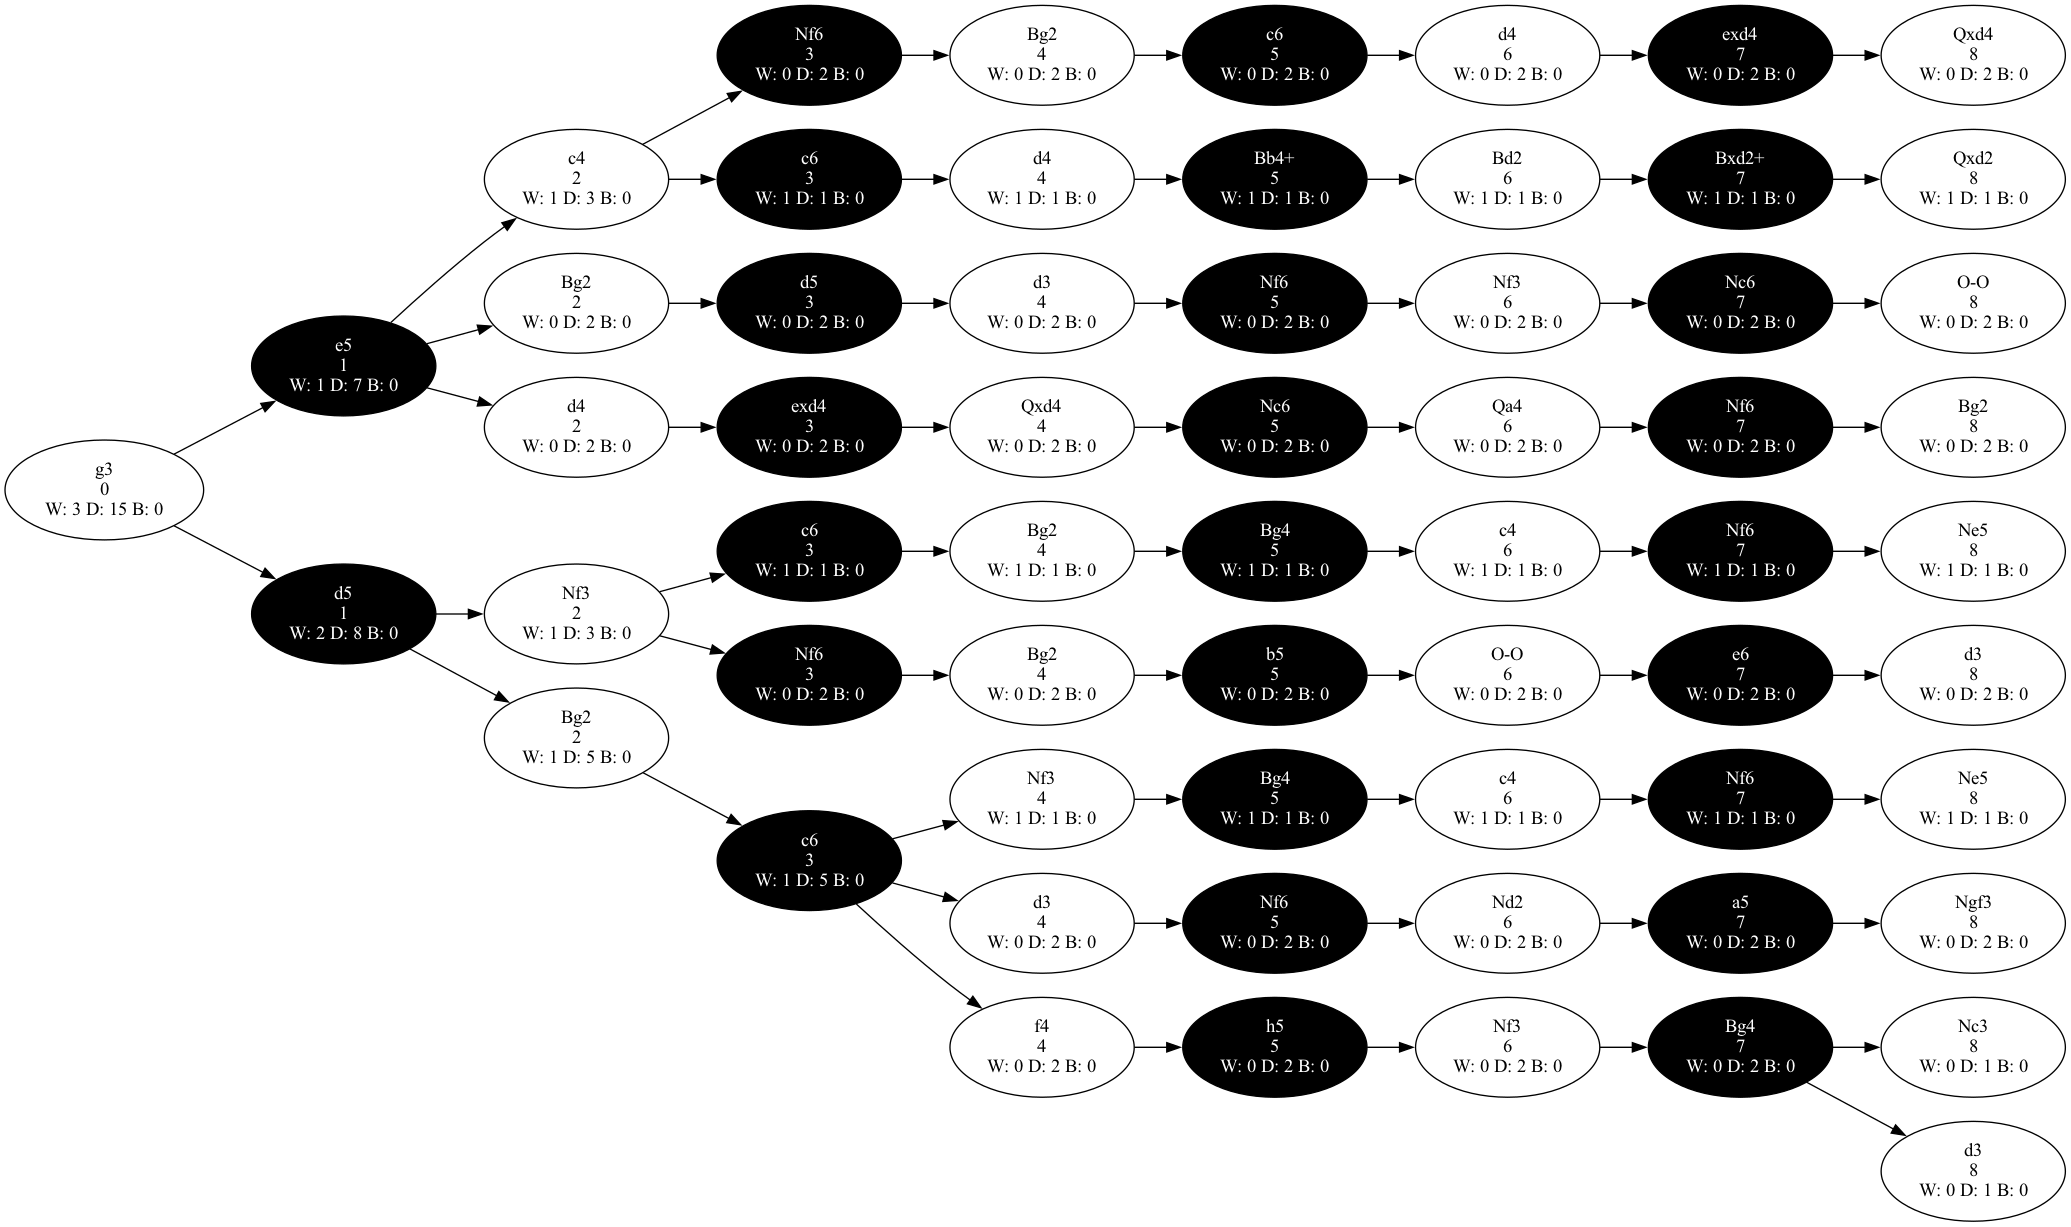 Nf6
3
W: 0 D: 2 B: 0
Bg2
4
W: 0 D: 2 B: 0
c6
5
W: 0 D: 2 B: 0
d4
6
W: 0 D: 2 B: 0
exd4
7
W: 0 D: 2 B: 0
Qxd4
8
W: 0 D: 2 B: 0
c4
2
W: 1 D: 3 B: 0
c6
3
W: 1 D: 1 B: 0
d4
4
W: 1 D: 1 B: 0
Bb4+
5
W: 1 D: 1 B: 0
Bd2
6
W: 1 D: 1 B: 0
Bxd2+
7
W: 1 D: 1 B: 0
Qxd2
8
W: 1 D: 1 B: 0
Bg2
2
W: 0 D: 2 B: 0
d5
3
W: 0 D: 2 B: 0
d3
4
W: 0 D: 2 B: 0
Nf6
5
W: 0 D: 2 B: 0
Nf3
6
W: 0 D: 2 B: 0
Nc6
7
W: 0 D: 2 B: 0
O-O
8
W: 0 D: 2 B: 0
e5
1
W: 1 D: 7 B: 0
d4
2
W: 0 D: 2 B: 0
exd4
3
W: 0 D: 2 B: 0
Qxd4
4
W: 0 D: 2 B: 0
Nc6
5
W: 0 D: 2 B: 0
Qa4
6
W: 0 D: 2 B: 0
Nf6
7
W: 0 D: 2 B: 0
Bg2
8
W: 0 D: 2 B: 0
g3
0
W: 3 D: 15 B: 0
c6
3
W: 1 D: 1 B: 0
Bg2
4
W: 1 D: 1 B: 0
Bg4
5
W: 1 D: 1 B: 0
c4
6
W: 1 D: 1 B: 0
Nf6
7
W: 1 D: 1 B: 0
Ne5
8
W: 1 D: 1 B: 0
d5
1
W: 2 D: 8 B: 0
Nf3
2
W: 1 D: 3 B: 0
Nf6
3
W: 0 D: 2 B: 0
Bg2
4
W: 0 D: 2 B: 0
b5
5
W: 0 D: 2 B: 0
O-O
6
W: 0 D: 2 B: 0
e6
7
W: 0 D: 2 B: 0
d3
8
W: 0 D: 2 B: 0
Bg2
2
W: 1 D: 5 B: 0
Nf3
4
W: 1 D: 1 B: 0
Bg4
5
W: 1 D: 1 B: 0
c4
6
W: 1 D: 1 B: 0
Nf6
7
W: 1 D: 1 B: 0
Ne5
8
W: 1 D: 1 B: 0
c6
3
W: 1 D: 5 B: 0
d3
4
W: 0 D: 2 B: 0
Nf6
5
W: 0 D: 2 B: 0
Nd2
6
W: 0 D: 2 B: 0
a5
7
W: 0 D: 2 B: 0
Ngf3
8
W: 0 D: 2 B: 0
f4
4
W: 0 D: 2 B: 0
h5
5
W: 0 D: 2 B: 0
Nf3
6
W: 0 D: 2 B: 0
Bg4
7
W: 0 D: 2 B: 0
Nc3
8
W: 0 D: 1 B: 0
d3
8
W: 0 D: 1 B: 0